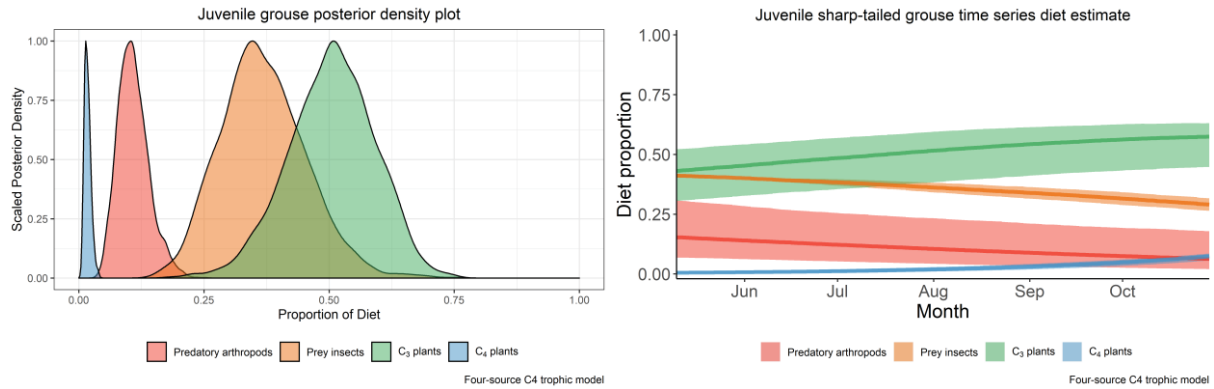 Juvenile grouse posterior density plot
1.00
0.75
0.50
0.25
0.00
Scaled Posterior Density
0.00 0.25 0.50 0.75 1.00
Proportion of Diet
Predatory arthropods Prey insects C₃ plants C₄ plants
Four-source C4 trophic model
Juvenile sharp-tailed grouse time series diet estimate
1.00
0.75
0.50
0.25
0.00
Diet proportion
Jun Jul Aug Sep Oct
Month
Predatory arthropods Prey insects C₃ plants C₄ plants
Four-source C4 trophic model